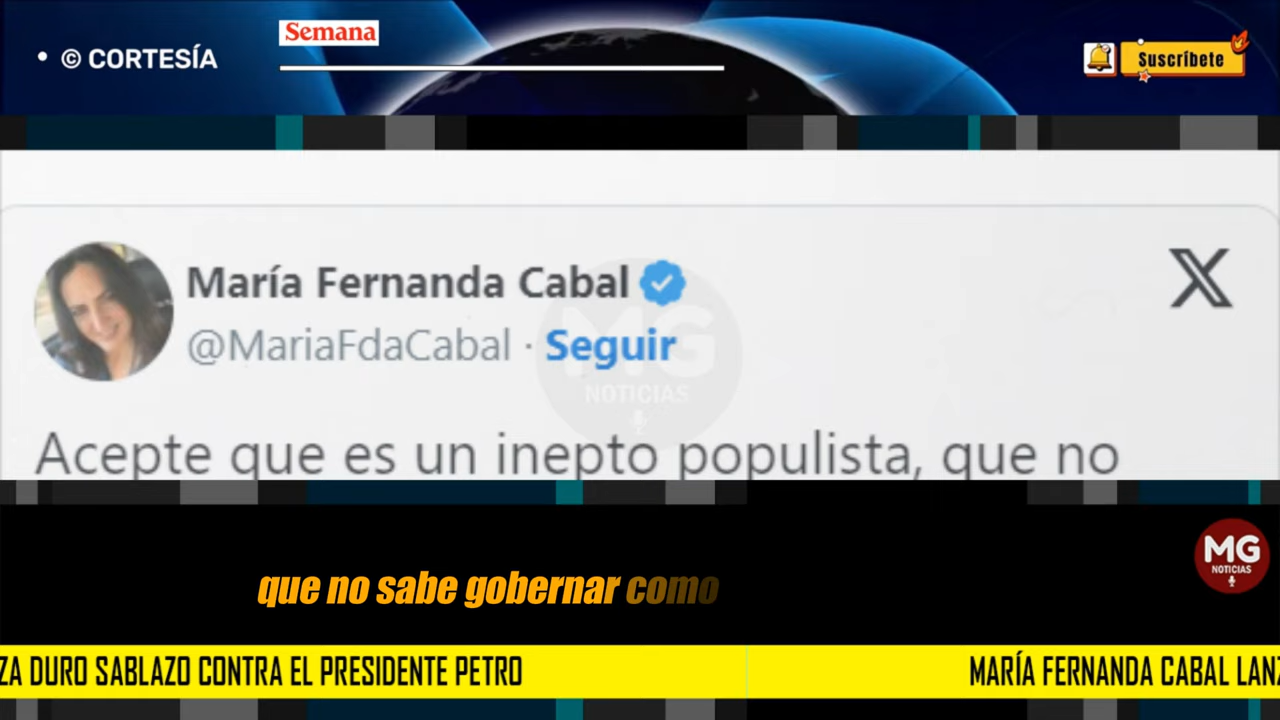 Semana
• © CORTESÍA
Suscríbete
María Fernanda Cabal
@MariaFdaCabal · Seguir
MG
NOTICIAS
Acepte que es un inepto populista, que no
que no sabe gobernar como
MG
NOTICIAS
ZA DURO SABLAZO CONTRA EL PRESIDENTE PETRO
MARÍA FERNANDA CABAL LANZ